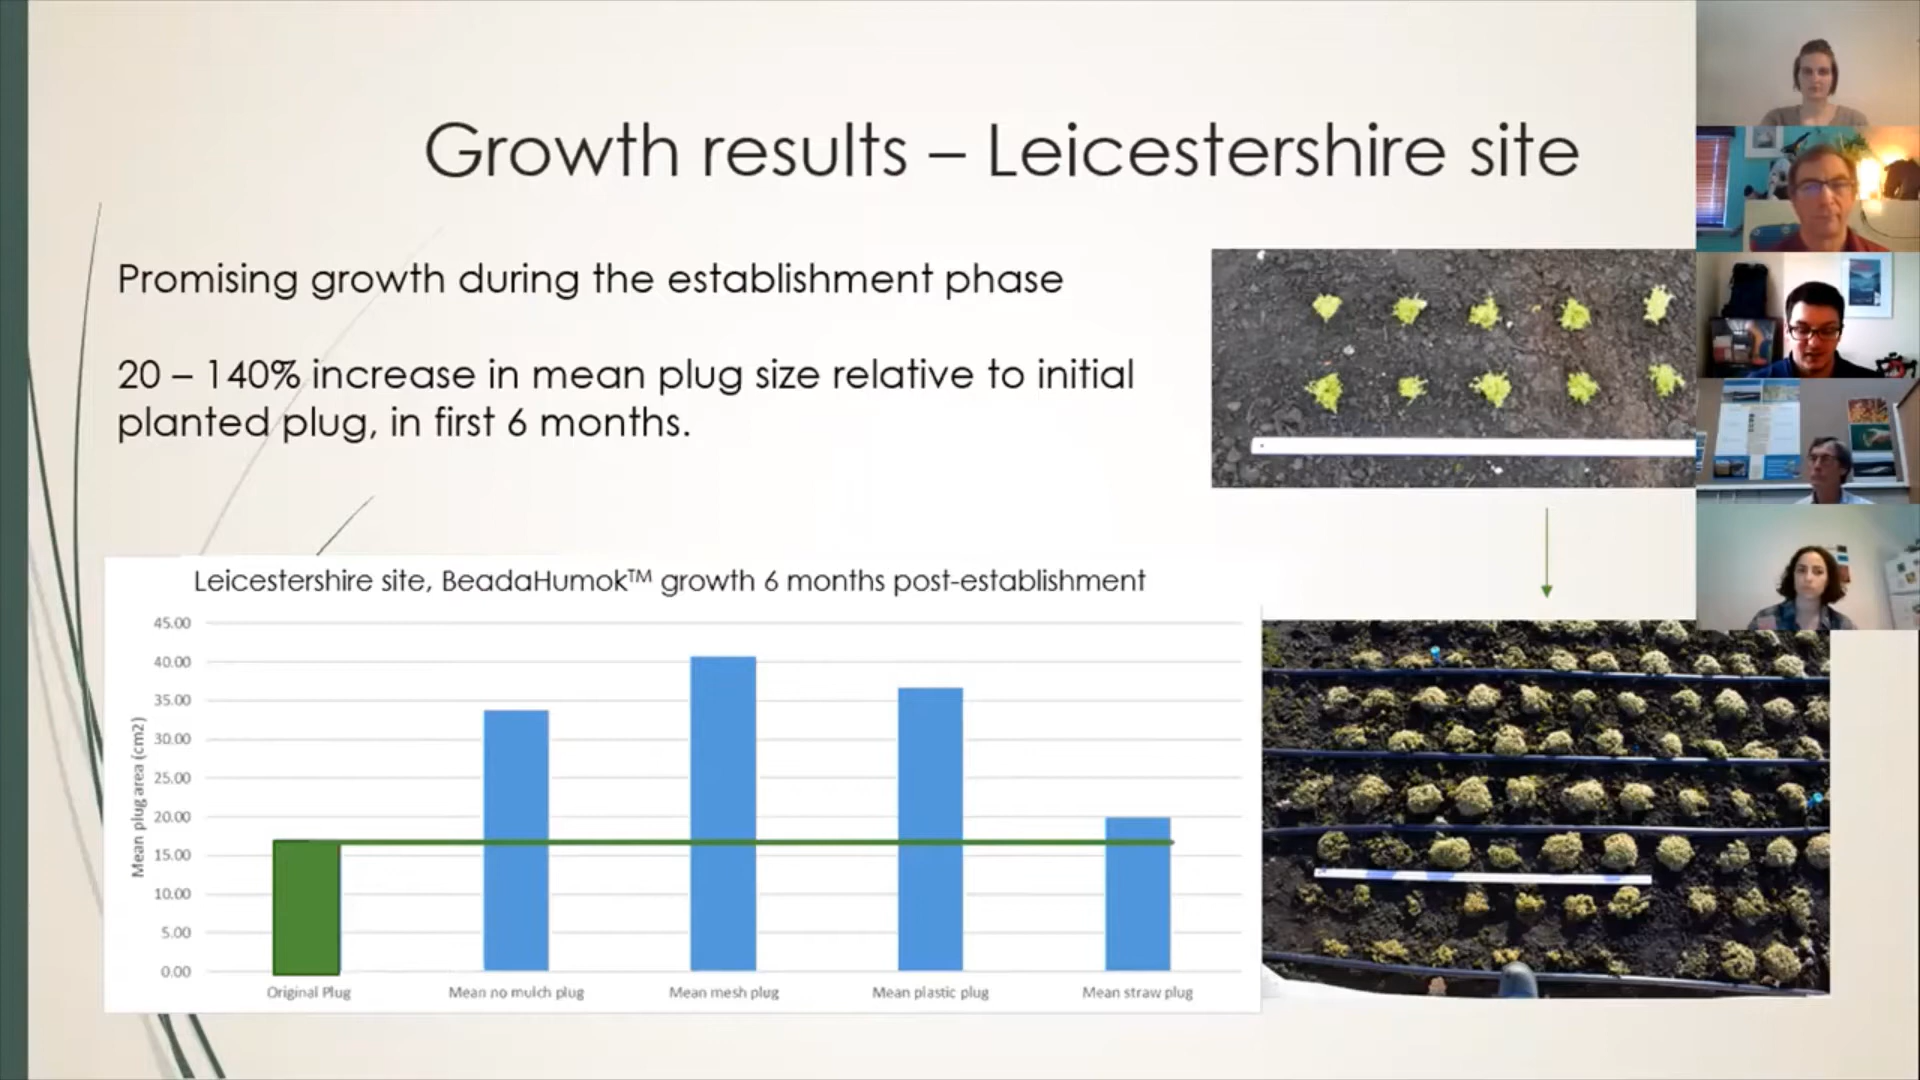 Growth results – Leicestershire site
Promising growth during the establishment phase
20 – 140% increase in mean plug size relative to initial
planted plug, in first 6 months.
Leicestershire site, BeadaHumok™ growth 6 months post-establishment
Mean plug area (cm2)
45.00
40.00
35.00
30.00
25.00
20.00
15.00
10.00
5.00
0.00
Original Plug
Mean no mulch plug
Mean mesh plug
Mean plastic plug
Mean straw plug